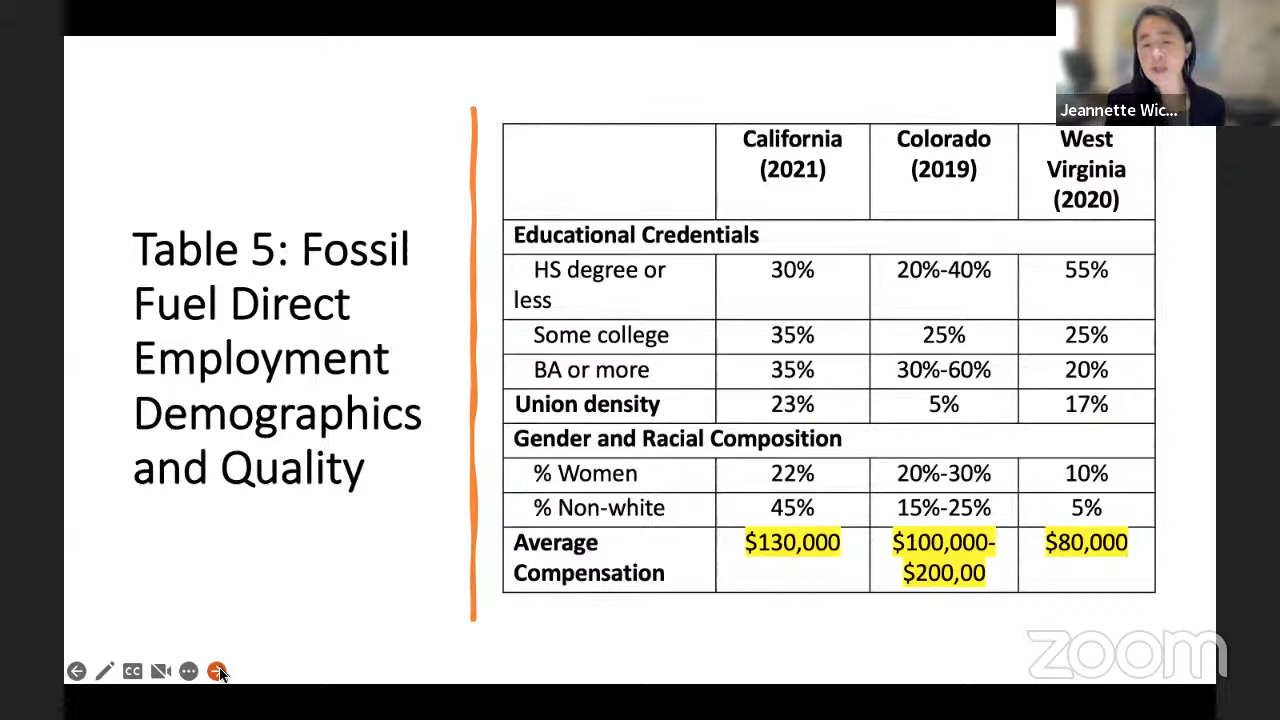 Jeannette Wic...
Table 5: Fossil
Fuel Direct
Employment
Demographics
and Quality
California
(2021)
Colorado
(2019)
West
Virginia
(2020)
Educational Credentials
HS degree or
less
30%
20%-40%
55%
Some college
35%
25%
25%
BA or more
35%
30%-60%
20%
Union density
23%
5%
17%
Gender and Racial Composition
% Women
22%
20%-30%
10%
% Non-white
45%
15%-25%
5%
Average
Compensation
$130,000
$100,000-
$200,00
$80,000
CC
zoom